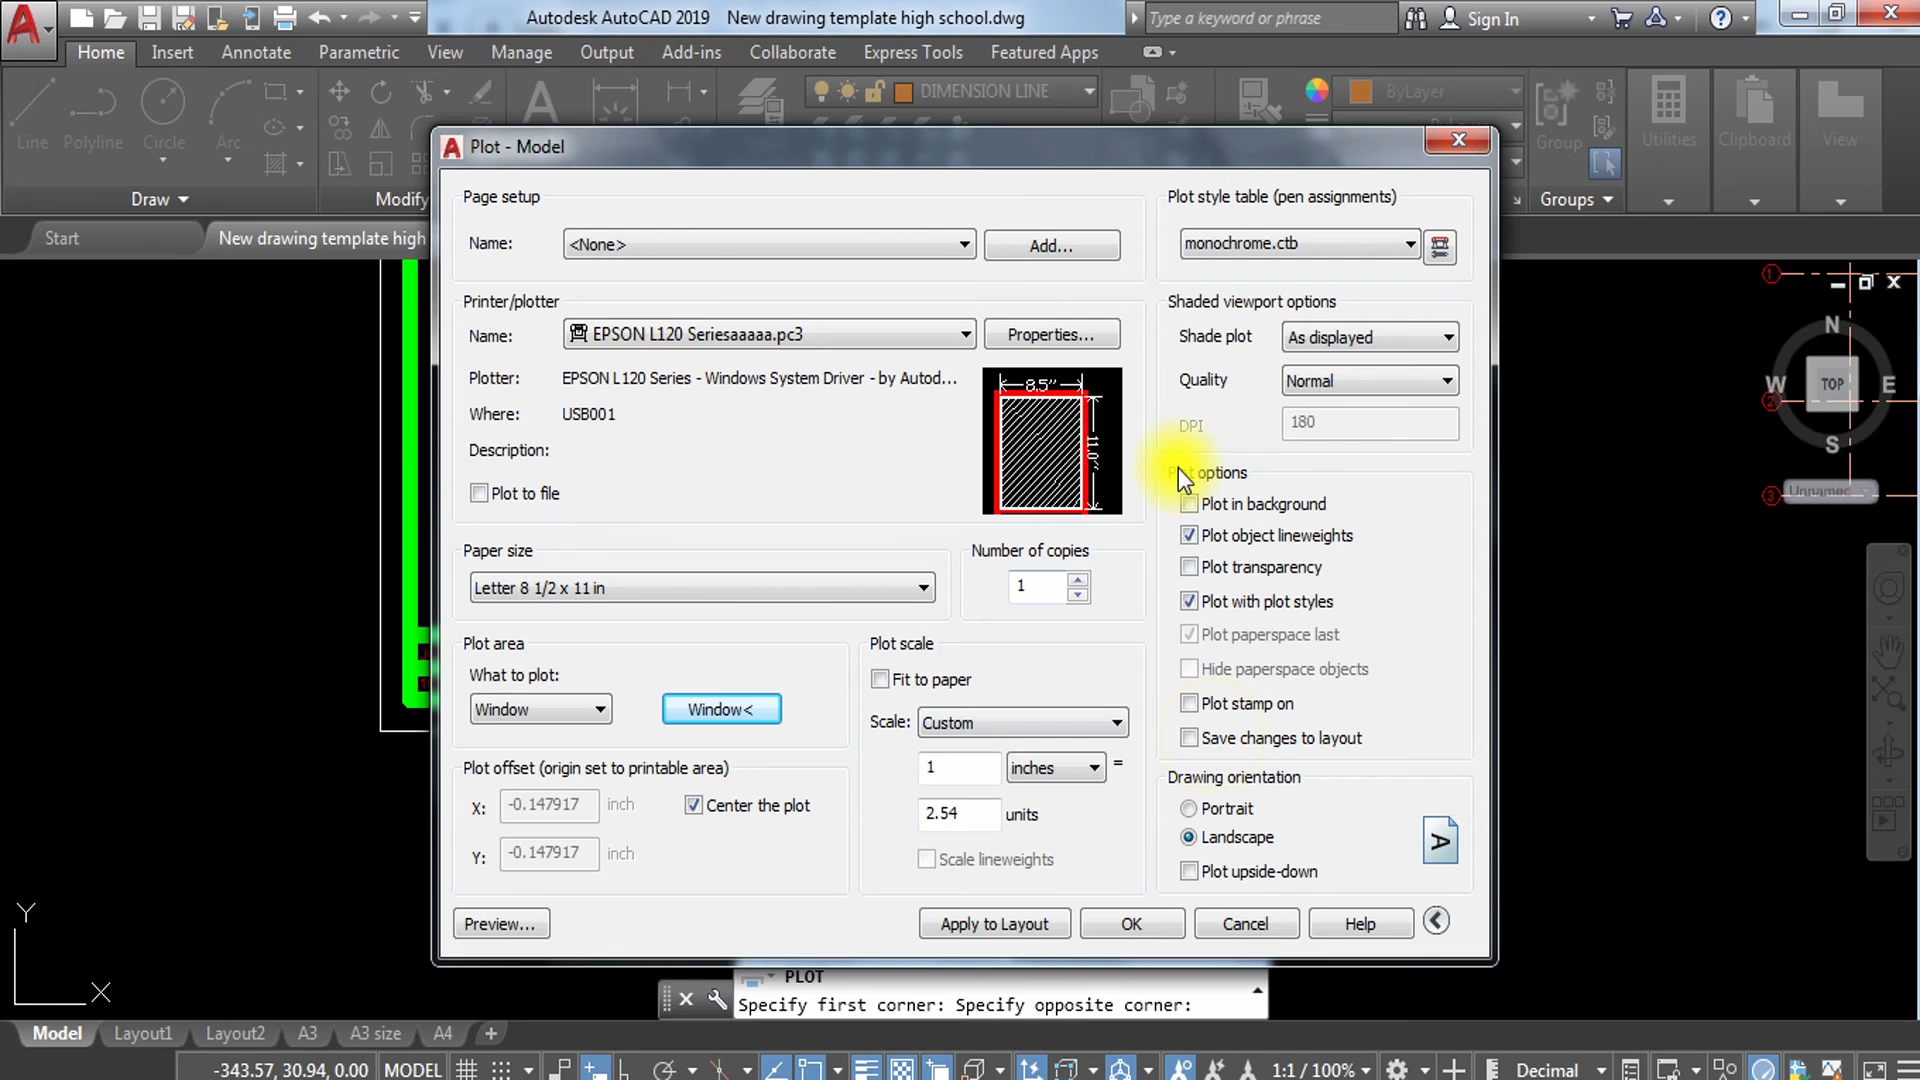 Autodesk AutoCAD 2019 New drawing template high school.dwg
Type a keyword or phrase
Sign In
Home Insert Annotate Parametric View Manage Output Add-ins Collaborate Express Tools Featured Apps
DIMENSION LINE
ByLayer
Line Polyline Circle Arc
Group Utilities Clipboard View
Draw Modify Groups
Start New drawing template high
Plot - Model
Page setup
Name: <None> Add...
Plot style table (pen assignments)
monochrome.ctb
Printer/plotter
Name: EPSON L120 Seriesaaaaa.pc3 Properties...
Plotter: EPSON L120 Series - Windows System Driver - by Autod...
Where: USB001
Description:
Plot to file
8.5''
11.0''
Shaded viewport options
Shade plot As displayed
Quality Normal
DPI 180
Paper size
Letter 8 1/2 x 11 in
Number of copies
1
Plot options
Plot in background
Plot object lineweights
Plot transparency
Plot with plot styles
Plot paperspace last
Hide paperspace objects
Plot stamp on
Save changes to layout
Plot area
What to plot:
Window Window<
Plot scale
Fit to paper
Scale: Custom
1 inches =
2.54 units
Scale lineweights
Plot offset (origin set to printable area)
X: -0.147917 inch Center the plot
Y: -0.147917 inch
Drawing orientation
Portrait
Landscape
Plot upside-down
A
Preview... Apply to Layout OK Cancel Help
N
W TOP E
S
1
2
3
Unnamed
Y
X
PLOT
Specify first corner: Specify opposite corner:
Model Layout1 Layout2 A3 A3 size A4 +
-343.57, 30.94, 0.00 MODEL 1:1 / 100% Decimal